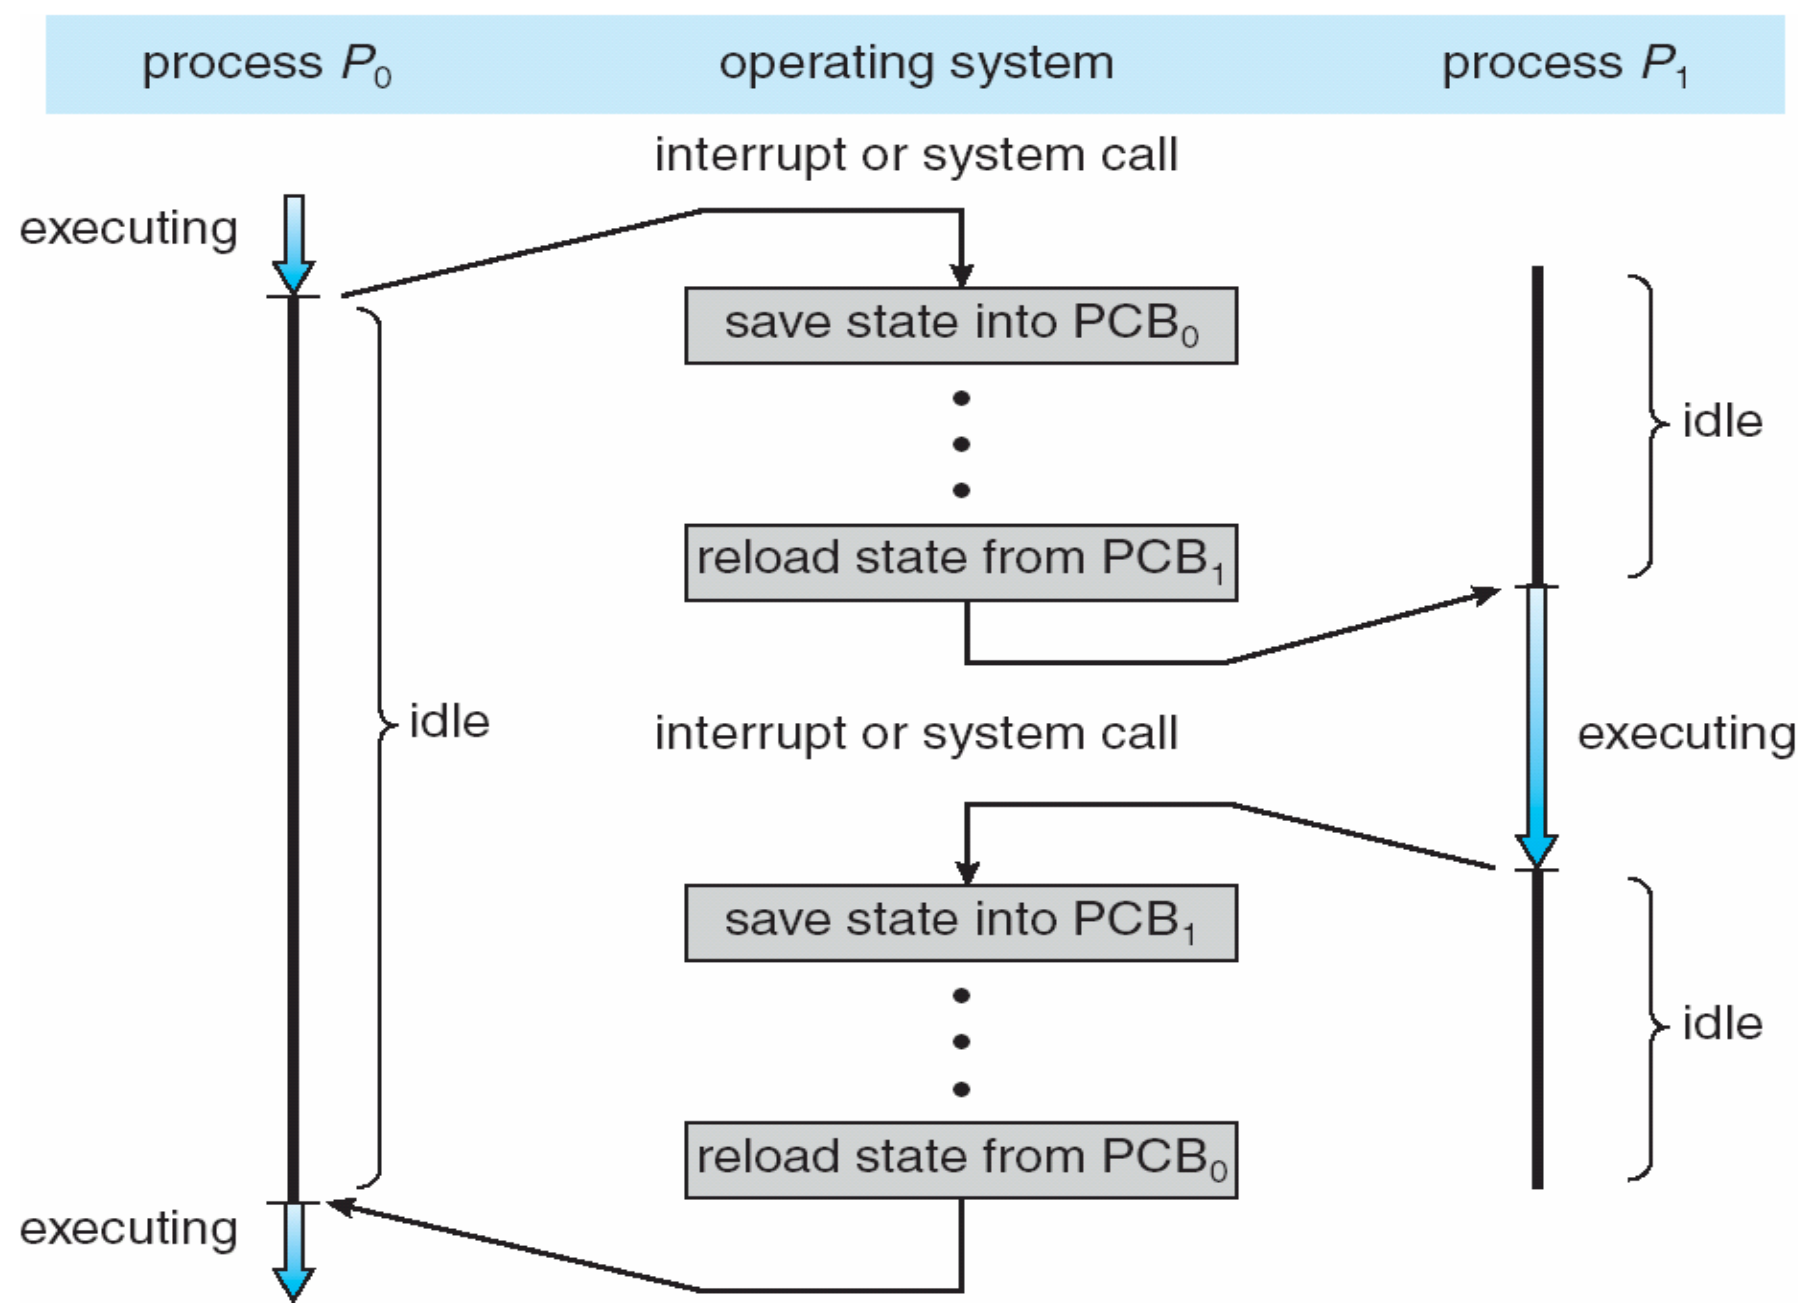 process P₀
operating system
process P₁
interrupt or system call
executing
save state into PCB₀
idle
reload state from PCB₁
idle
interrupt or system call
executing
save state into PCB₁
idle
reload state from PCB₀
executing